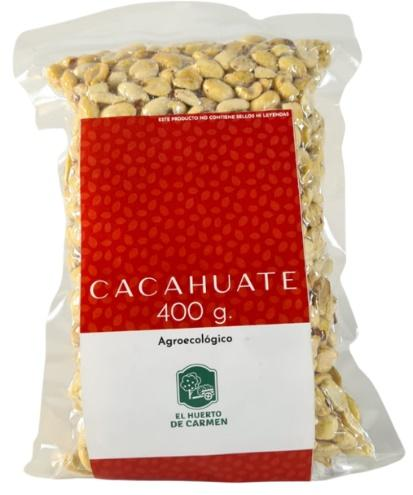 ESTE PRODUCTO NO CONTIENE SELLOS NI LEYENDAS
CACAHUATE
400 g.
Agroecológico
EL HUERTO
DE CARMEN